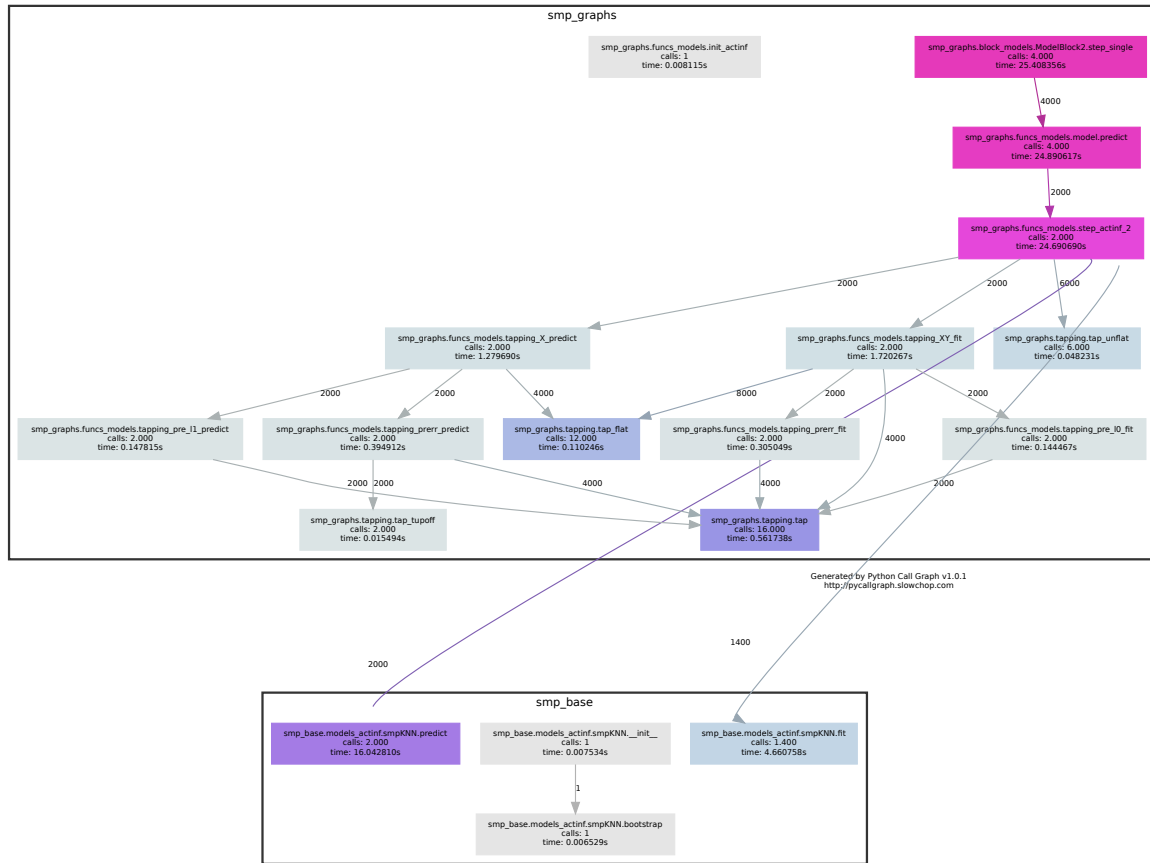 smp_graphs
smp_graphs.funcs_models.init_actinf
calls: 1
time: 0.008115s
smp_graphs.block_models.ModelBlock2.step_single
calls: 4.000
time: 25.408356s
4000
smp_graphs.funcs_models.model.predict
calls: 4.000
time: 24.890617s
2000
smp_graphs.funcs_models.step_actinf_2
calls: 2.000
time: 24.690690s
2000
2000
6000
smp_graphs.funcs_models.tapping_X_predict
calls: 2.000
time: 1.279690s
smp_graphs.funcs_models.tapping_XY_fit
calls: 2.000
time: 1.720267s
smp_graphs.tapping.tap_unflat
calls: 6.000
time: 0.048231s
2000
2000
4000
8000
2000
2000
smp_graphs.funcs_models.tapping_pre_l1_predict
calls: 2.000
time: 0.147815s
smp_graphs.funcs_models.tapping_prerr_predict
calls: 2.000
time: 0.394912s
smp_graphs.tapping.tap_flat
calls: 12.000
time: 0.110246s
smp_graphs.funcs_models.tapping_prerr_fit
calls: 2.000
time: 0.305049s
4000
smp_graphs.funcs_models.tapping_pre_l0_fit
calls: 2.000
time: 0.144467s
2000
2000
4000
4000
2000
smp_graphs.tapping.tap_tupoff
calls: 2.000
time: 0.015494s
smp_graphs.tapping.tap
calls: 16.000
time: 0.561738s
Generated by Python Call Graph v1.0.1
http://pycallgraph.slowchop.com
1400
2000
smp_base
smp_base.models_actinf.smpKNN.predict
calls: 2.000
time: 16.042810s
smp_base.models_actinf.smpKNN.__init__
calls: 1
time: 0.007534s
smp_base.models_actinf.smpKNN.fit
calls: 1.400
time: 4.660758s
1
smp_base.models_actinf.smpKNN.bootstrap
calls: 1
time: 0.006529s